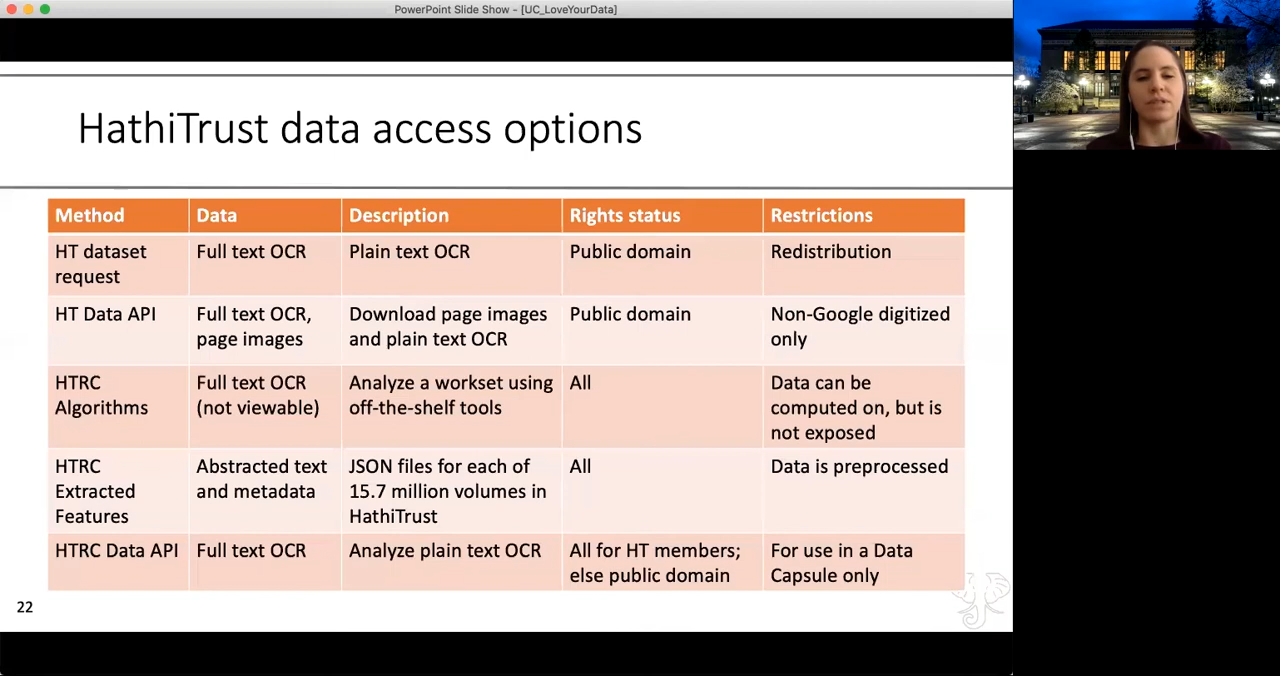 PowerPoint Slide Show - [UC_LoveYourData]
HathiTrust data access options
Method Data Description Rights status Restrictions
HT dataset request Full text OCR Plain text OCR Public domain Redistribution
HT Data API Full text OCR, page images Download page images and plain text OCR Public domain Non-Google digitized only
HTRC Algorithms Full text OCR (not viewable) Analyze a workset using off-the-shelf tools All Data can be computed on, but is not exposed
HTRC Extracted Features Abstracted text and metadata JSON files for each of 15.7 million volumes in HathiTrust All Data is preprocessed
HTRC Data API Full text OCR Analyze plain text OCR All for HT members; else public domain For use in a Data Capsule only
22